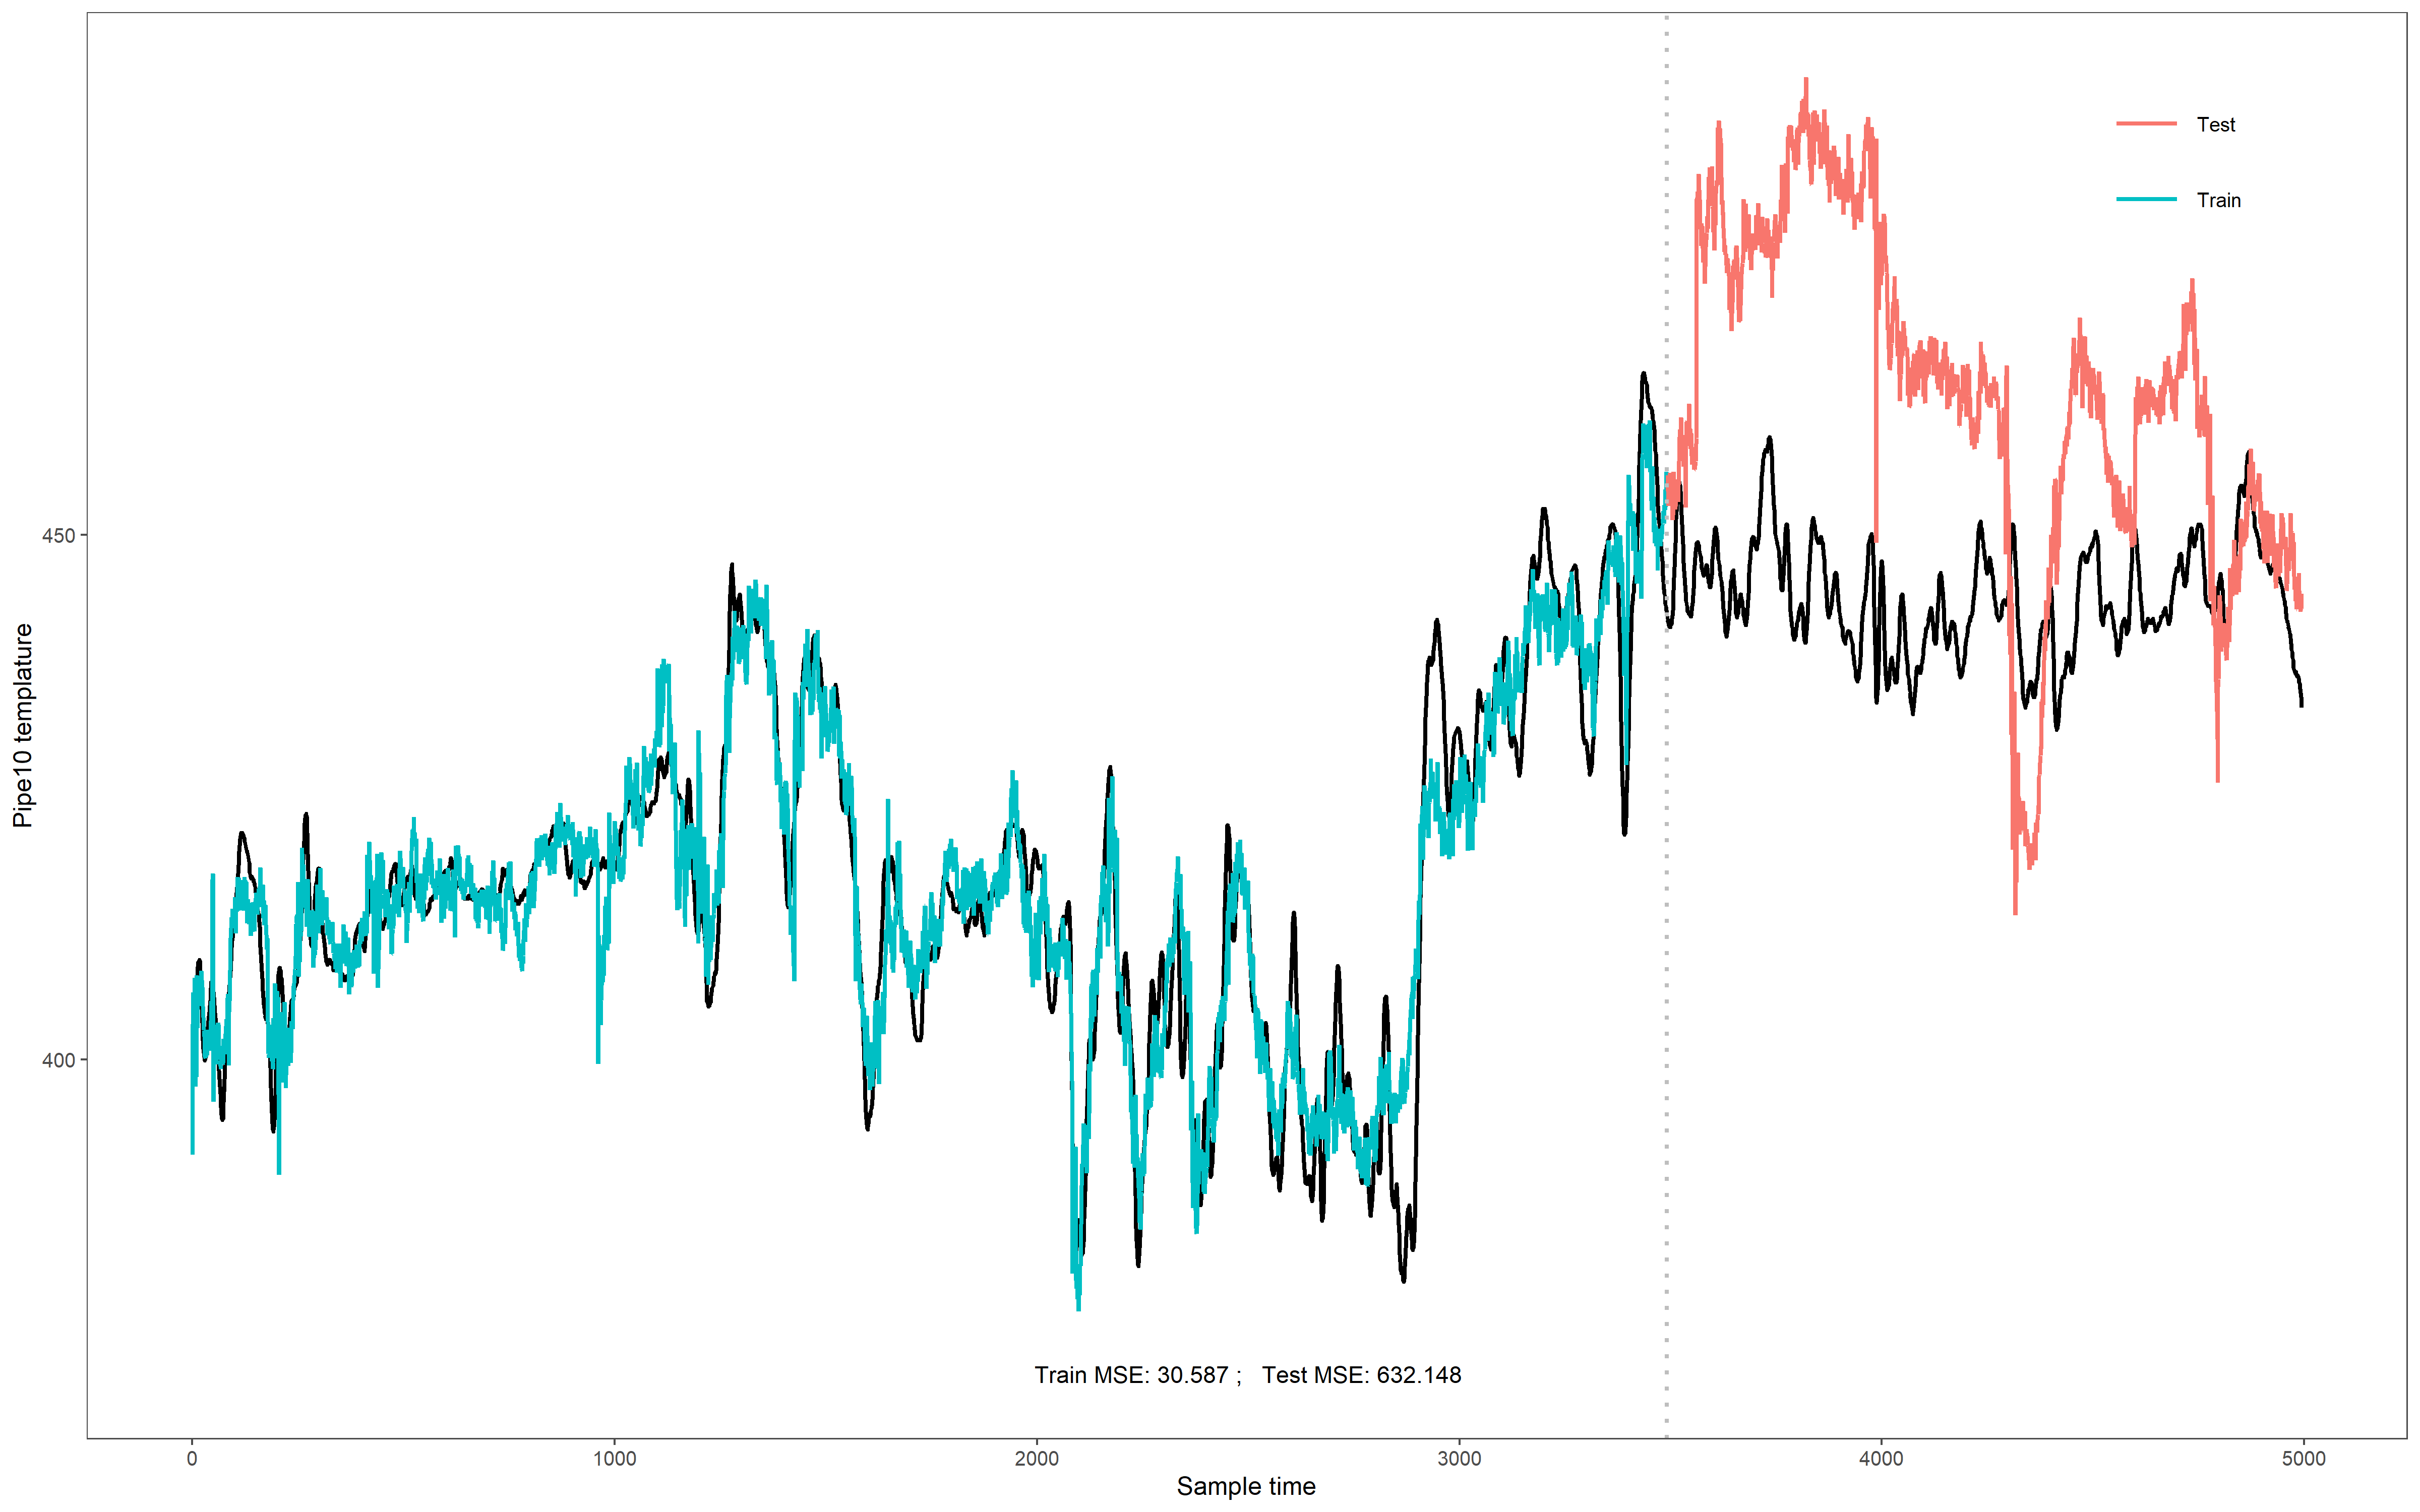 Test
Train
450
400
Pipe10 templature
Train MSE: 30.587 ;   Test MSE: 632.148
0 1000 2000 3000 4000 5000
Sample time